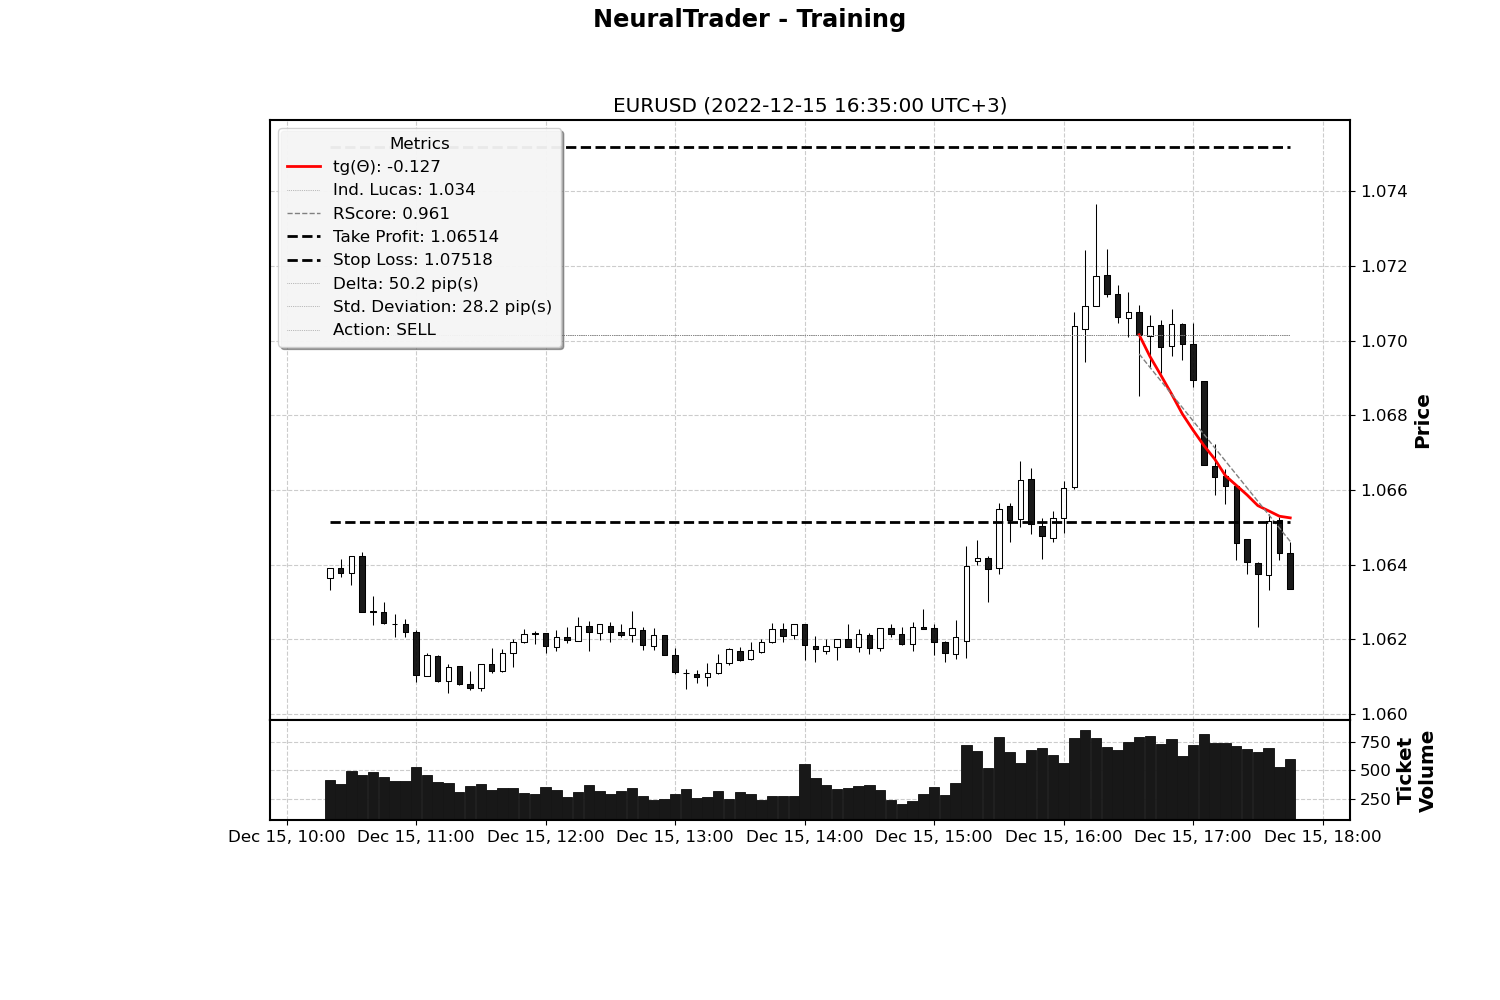 NeuralTrader - Training
EURUSD (2022-12-15 16:35:00 UTC+3)
Metrics
tg(Θ): -0.127
Ind. Lucas: 1.034
RScore: 0.961
Take Profit: 1.06514
Stop Loss: 1.07518
Delta: 50.2 pip(s)
Std. Deviation: 28.2 pip(s)
Action: SELL
1.074
1.072
1.070
1.068
1.066
1.064
1.062
1.060
Price
750
500
250
Ticket
Volume
Dec 15, 10:00 Dec 15, 11:00 Dec 15, 12:00 Dec 15, 13:00 Dec 15, 14:00 Dec 15, 15:00 Dec 15, 16:00 Dec 15, 17:00 Dec 15, 18:00